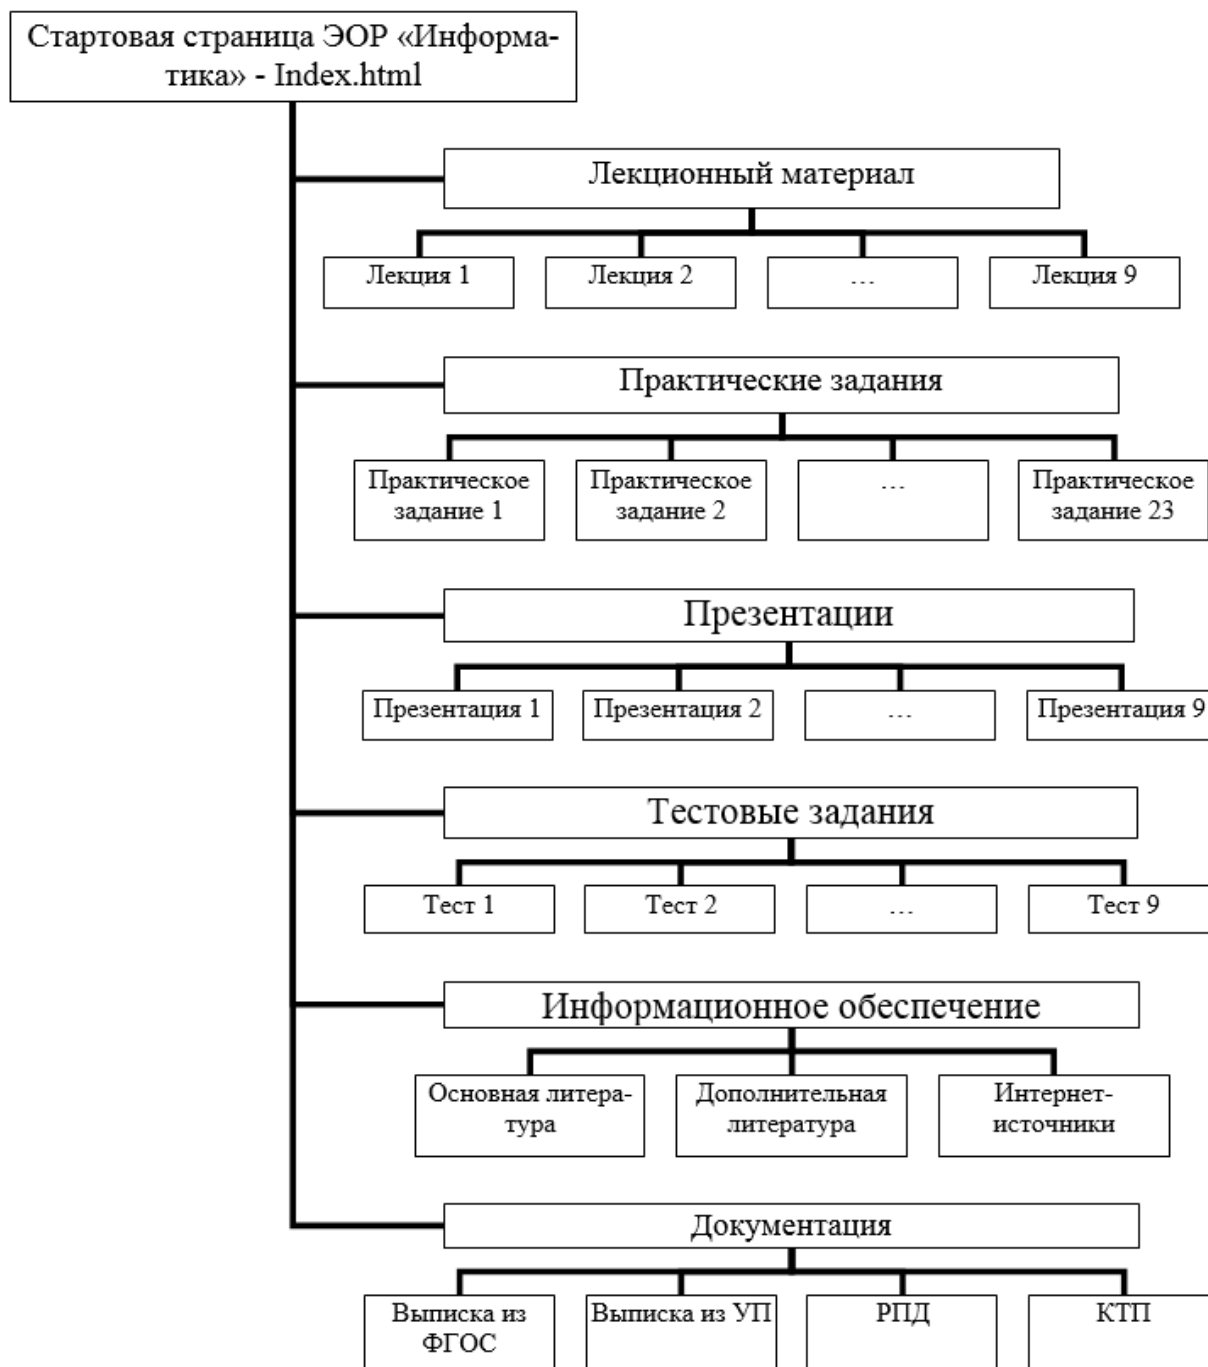 Стартовая страница ЭОР «Информа-
тика» - Index.html
Лекционный материал
Лекция 1
Лекция 2
…
Лекция 9
Практические задания
Практическое
задание 1
Практическое
задание 2
…
Практическое
задание 23
Презентации
Презентация 1
Презентация 2
…
Презентация 9
Тестовые задания
Тест 1
Тест 2
…
Тест 9
Информационное обеспечение
Основная литера-
тура
Дополнительная
литература
Интернет-
источники
Документация
Выписка из
ФГОС
Выписка из УП
РПД
КТП